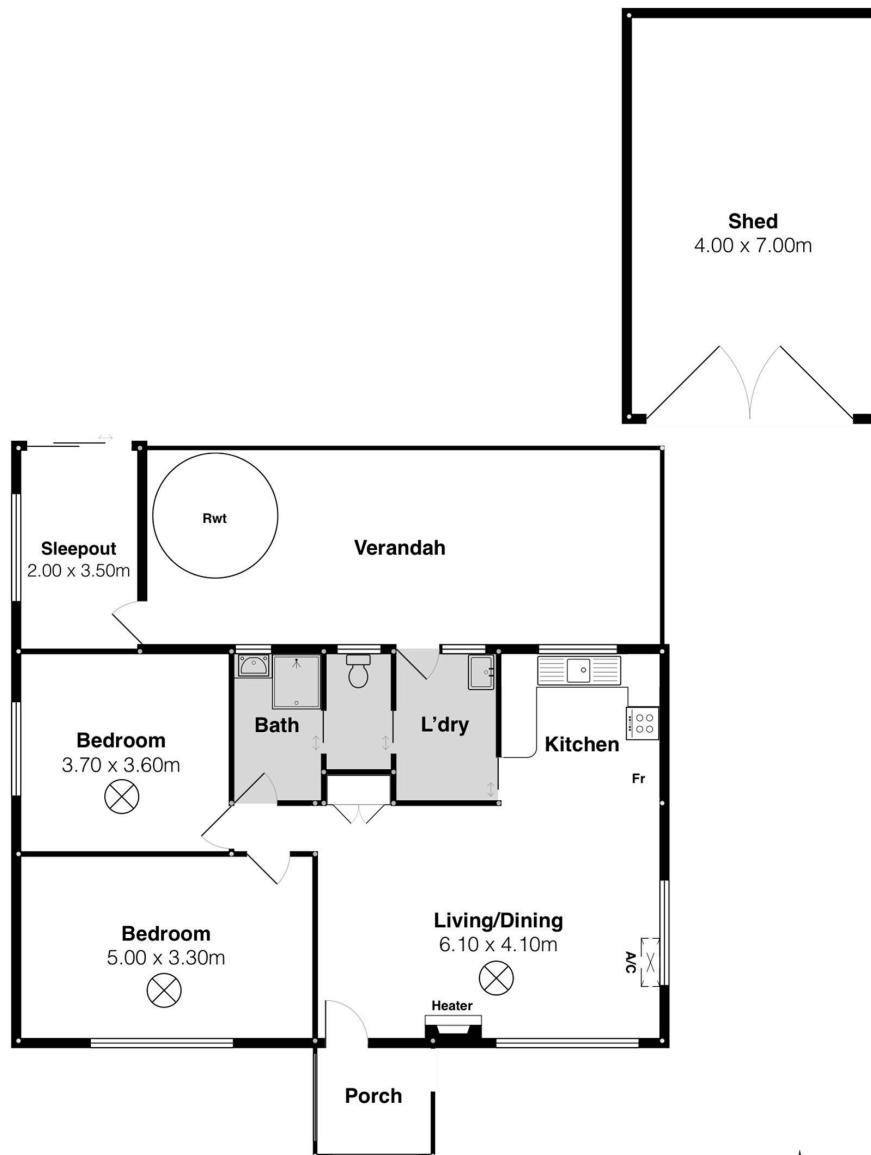 Shed
4.00 x 7.00m
Rwt
Verandah
Sleepout
2.00 x 3.50m
Bath
L'dry
Kitchen
Bedroom
3.70 x 3.60m
Fr
Living/Dining
6.10 x 4.10m
Bedroom
5.00 x 3.30m
A/C
Heater
Porch